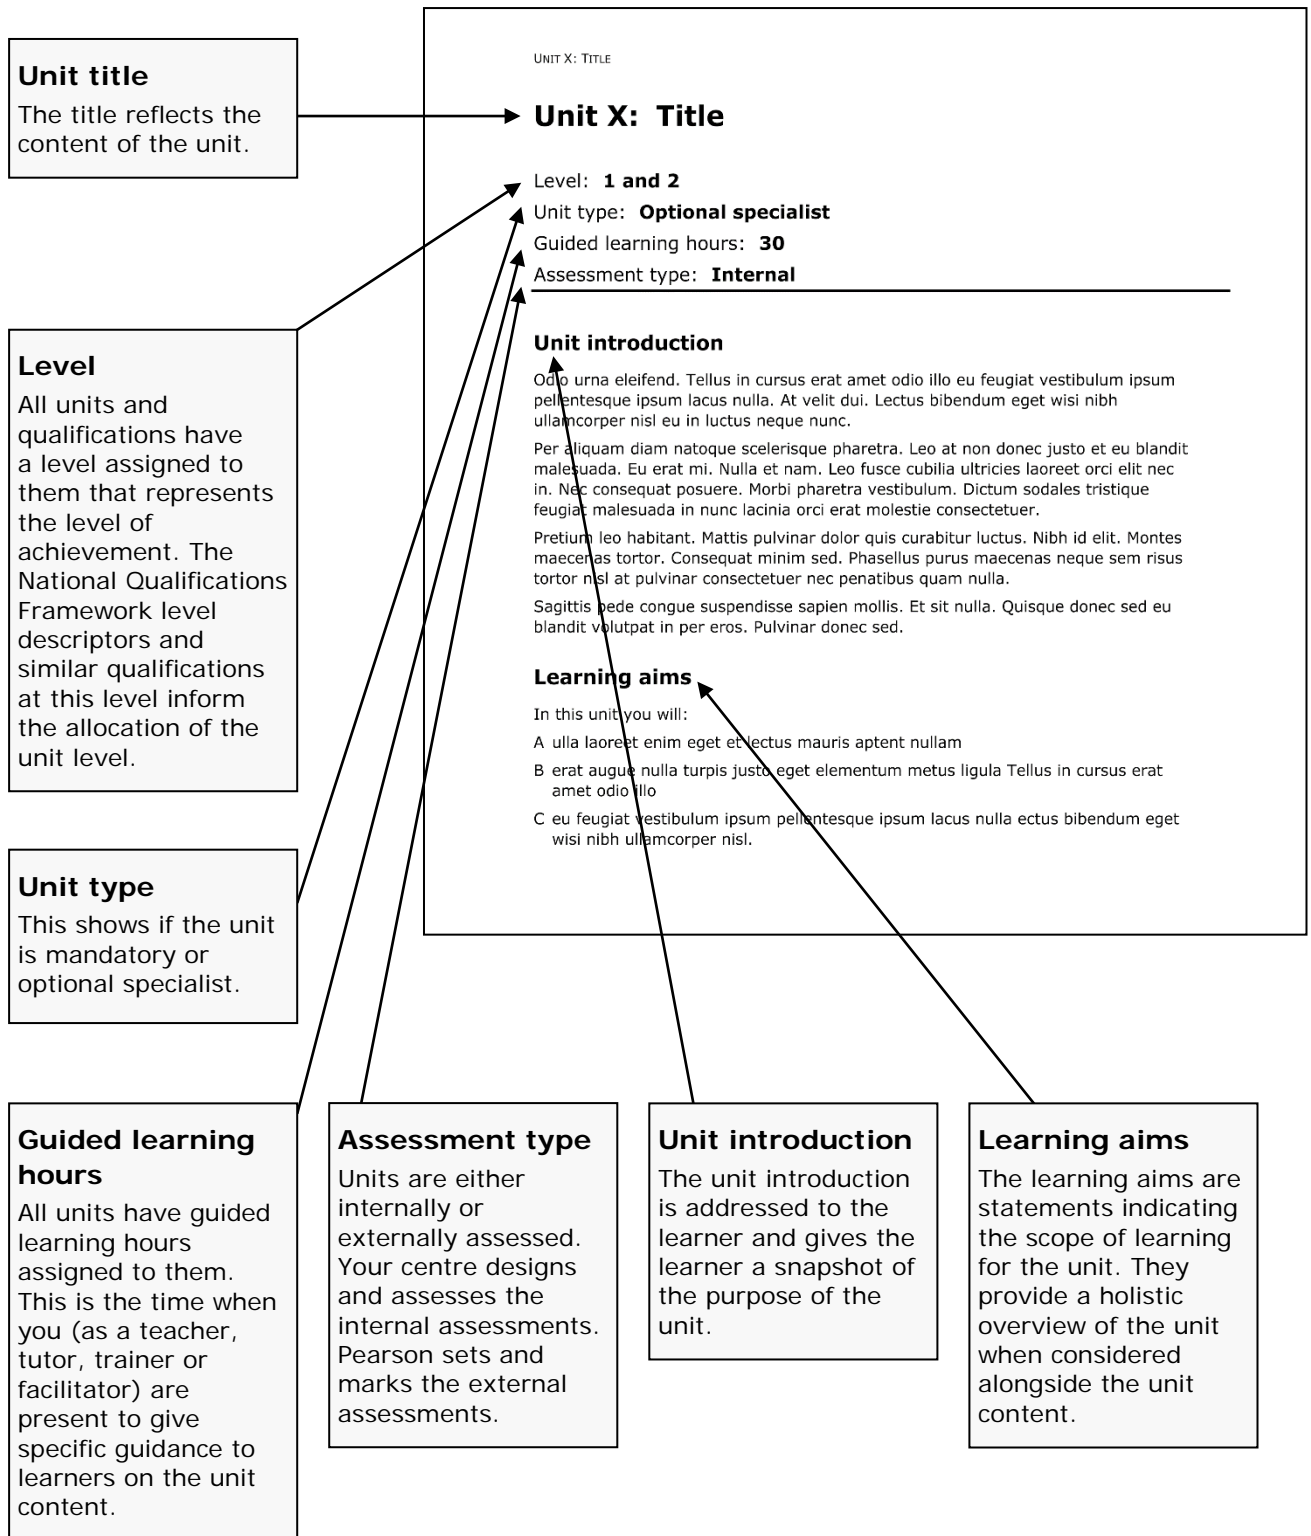 UNIT X: TITLE
Unit X: Title
Level: 1 and 2
Unit type: Optional specialist
Guided learning hours: 30
Assessment type: Internal
Unit introduction
Odio urna eleifend. Tellus in cursus erat amet odio illo eu feugiat vestibulum ipsum
pellentesque ipsum lacus nulla. At velit dui. Lectus bibendum eget wisi nibh
ullamcorper nisl eu in luctus neque nunc.
Per aliquam diam natoque scelerisque pharetra. Leo at non donec justo et eu blandit
malesuada. Eu erat mi. Nulla et nam. Leo fusce cubilia ultricies laoreet orci elit nec
in. Nec consequat posuere. Morbi pharetra vestibulum. Dictum sodales tristique
feugiat malesuada in nunc lacinia orci erat molestie consectetuer.
Pretium leo habitant. Mattis pulvinar dolor quis curabitur luctus. Nibh id elit. Montes
maecenas tortor. Consequat minim sed. Phasellus purus maecenas neque sem risus
tortor nisl at pulvinar consectetuer nec penatibus quam nulla.
Sagittis pede congue suspendisse sapien mollis. Et sit nulla. Quisque donec sed eu
blandit volutpat in per eros. Pulvinar donec sed.
Learning aims
In this unit you will:
A ulla laoreet enim eget et lectus mauris aptent nullam
B erat augue nulla turpis justo eget elementum metus ligula Tellus in cursus erat
amet odio illo
C eu feugiat vestibulum ipsum pellentesque ipsum lacus nulla ectus bibendum eget
wisi nibh ullamcorper nisl.
Unit title
The title reflects the
content of the unit.
Level
All units and
qualifications have
a level assigned to
them that represents
the level of
achievement. The
National Qualifications
Framework level
descriptors and
similar qualifications
at this level inform
the allocation of the
unit level.
Unit type
This shows if the unit
is mandatory or
optional specialist.
Guided learning
hours
All units have guided
learning hours
assigned to them.
This is the time when
you (as a teacher,
tutor, trainer or
facilitator) are
present to give
specific guidance to
learners on the unit
content.
Assessment type
Units are either
internally or
externally assessed.
Your centre designs
and assesses the
internal assessments.
Pearson sets and
marks the external
assessments.
Unit introduction
The unit introduction
is addressed to the
learner and gives the
learner a snapshot of
the purpose of the
unit.
Learning aims
The learning aims are
statements indicating
the scope of learning
for the unit. They
provide a holistic
overview of the unit
when considered
alongside the unit
content.